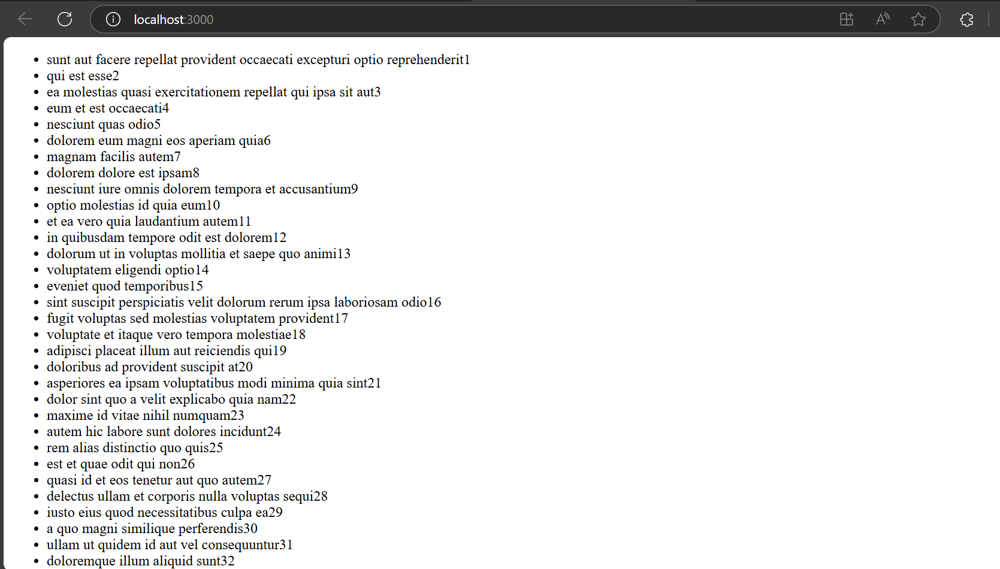 localhost:3000
sunt aut facere repellat provident occaecati excepturi optio reprehenderit1
qui est esse2
ea molestias quasi exercitationem repellat qui ipsa sit aut3
eum et est occaecati4
nesciunt quas odio5
dolorem eum magni eos aperiam quia6
magnam facilis autem7
dolorem dolore est ipsam8
nesciunt iure omnis dolorem tempora et accusantium9
optio molestias id quia eum10
et ea vero quia laudantium autem11
in quibusdam tempore odit est dolorem12
dolorum ut in voluptas mollitia et saepe quo animi13
voluptatem eligendi optio14
eveniet quod temporibus15
sint suscipit perspiciatis velit dolorum rerum ipsa laboriosam odio16
fugit voluptas sed molestias voluptatem provident17
voluptate et itaque vero tempora molestiae18
adipisci placeat illum aut reiciendis qui19
doloribus ad provident suscipit at20
asperiores ea ipsam voluptatibus modi minima quia sint21
dolor sint quo a velit explicabo quia nam22
maxime id vitae nihil numquam23
autem hic labore sunt dolores incidunt24
rem alias distinctio quo quis25
est et quae odit qui non26
quasi id et eos tenetur aut quo autem27
delectus ullam et corporis nulla voluptas sequi28
iusto eius quod necessitatibus culpa ea29
a quo magni similique perferendis30
ullam ut quidem id aut vel consequuntur31
doloremque illum aliquid sunt32